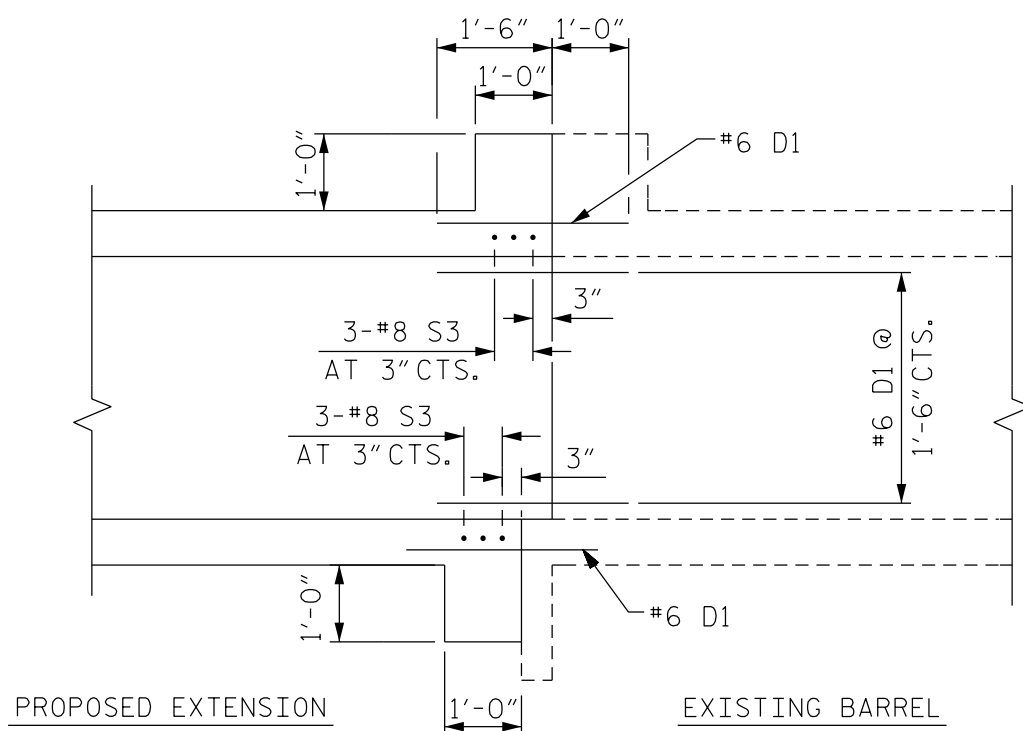 1'-6" 1'-0"
1'-0"
1'-0"
#6 D1
3"
3-#8 S3
AT 3"CTS.
#6 D1 @
1'-6"CTS.
3-#8 S3
AT 3"CTS.
3"
1'-0"
#6 D1
PROPOSED EXTENSION
1'-0"
EXISTING BARREL